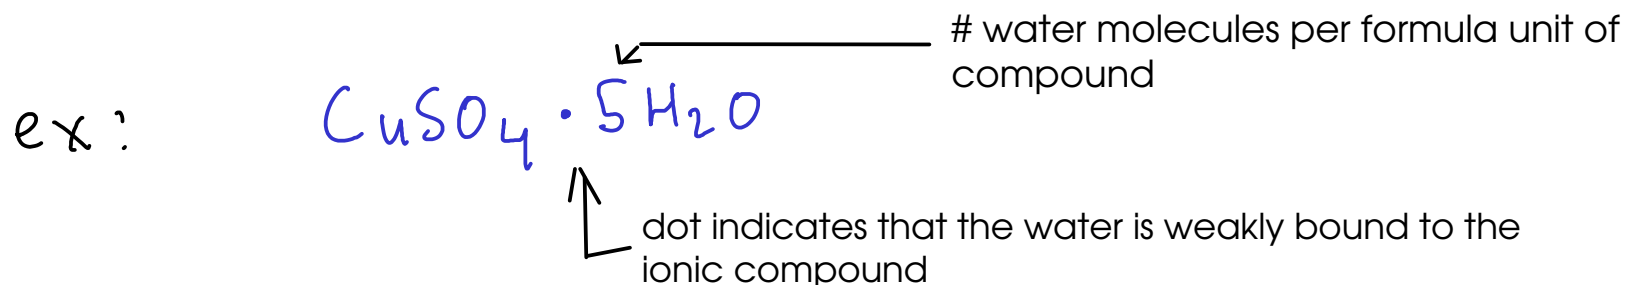 # water molecules per formula unit of
compound
ex: CuSO4 · 5H2O
dot indicates that the water is weakly bound to the
ionic compound